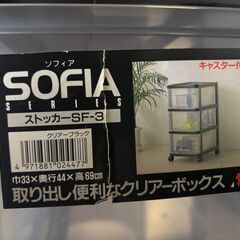 ソフィア
SOFIA
SERIES
ストッカーSF-3
クリアーブラック
4 971881 024477
巾33×奥行44×高69cm
キャスター付
取り出し便利なクリアーボックス